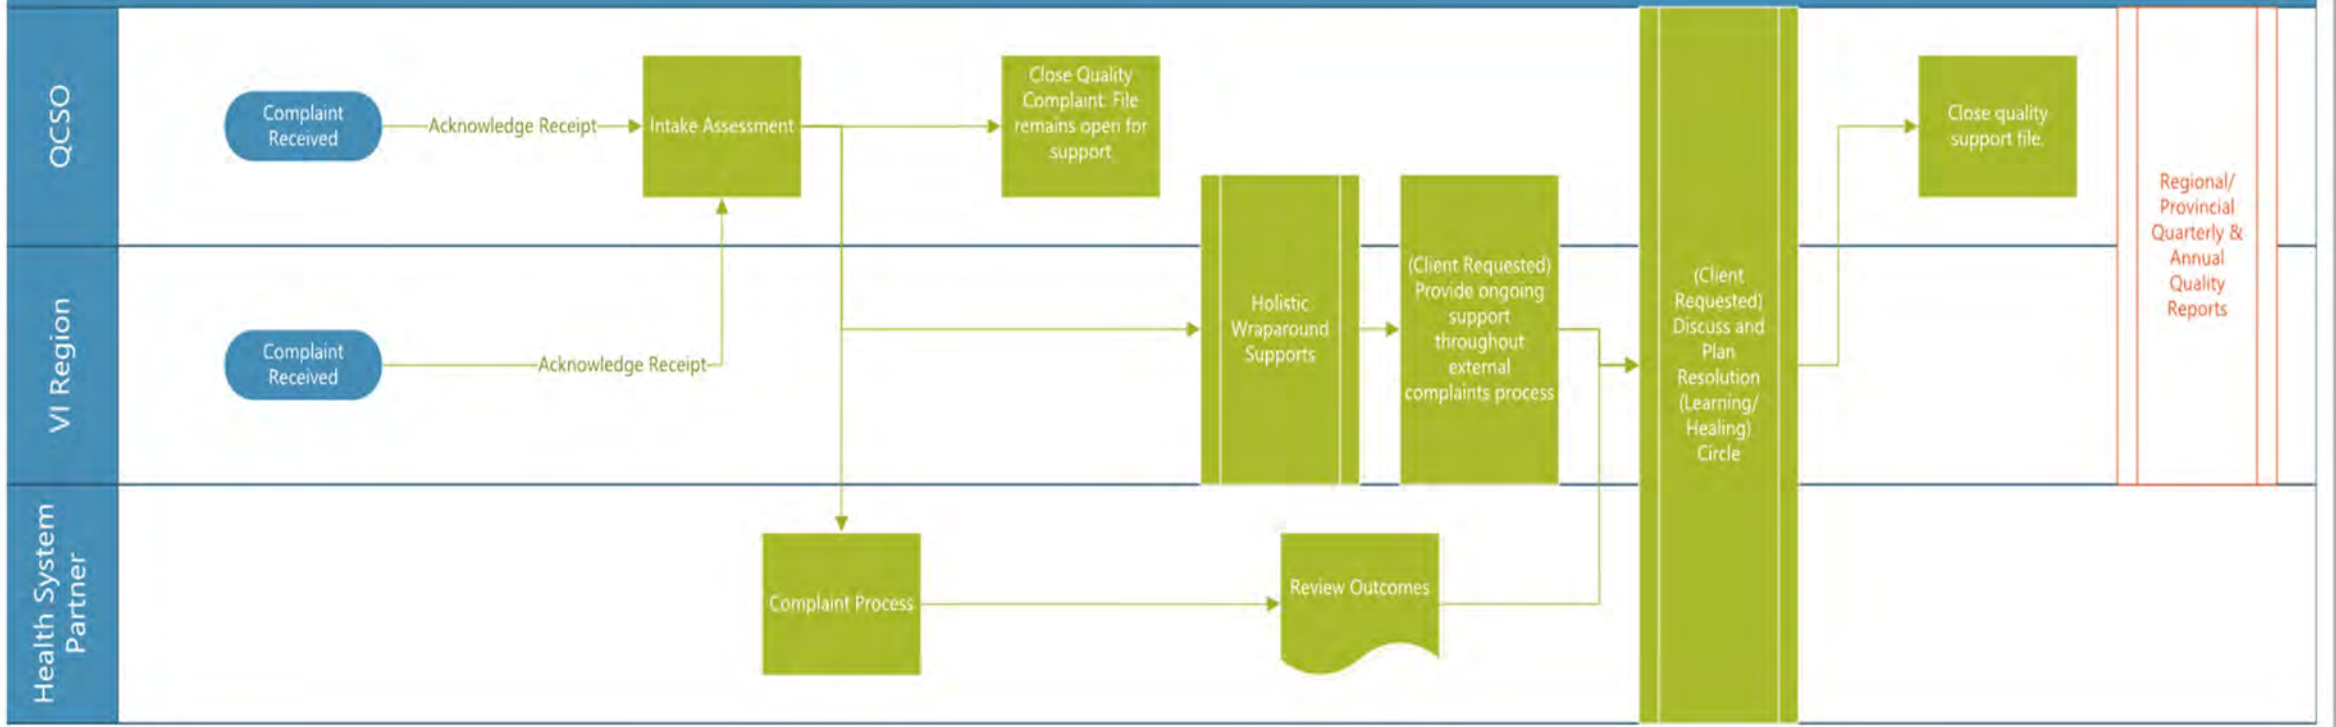 QCSO
Complaint
Received
Acknowledge Receipt
Intake Assessment
Close Quality
Complaint. File
remains open for
support
Close quality
support file.
Regional/
Provincial
Quarterly &
Annual
Quality
Reports
VI Region
Complaint
Received
Acknowledge Receipt
Holistic
Wraparound
Supports
(Client Requested)
Provide ongoing
support
throughout
external
complaints process
(Client
Requested)
Discuss and
Plan
Resolution
(Learning/
Healing)
Circle
Health System
Partner
Complaint Process
Review Outcomes